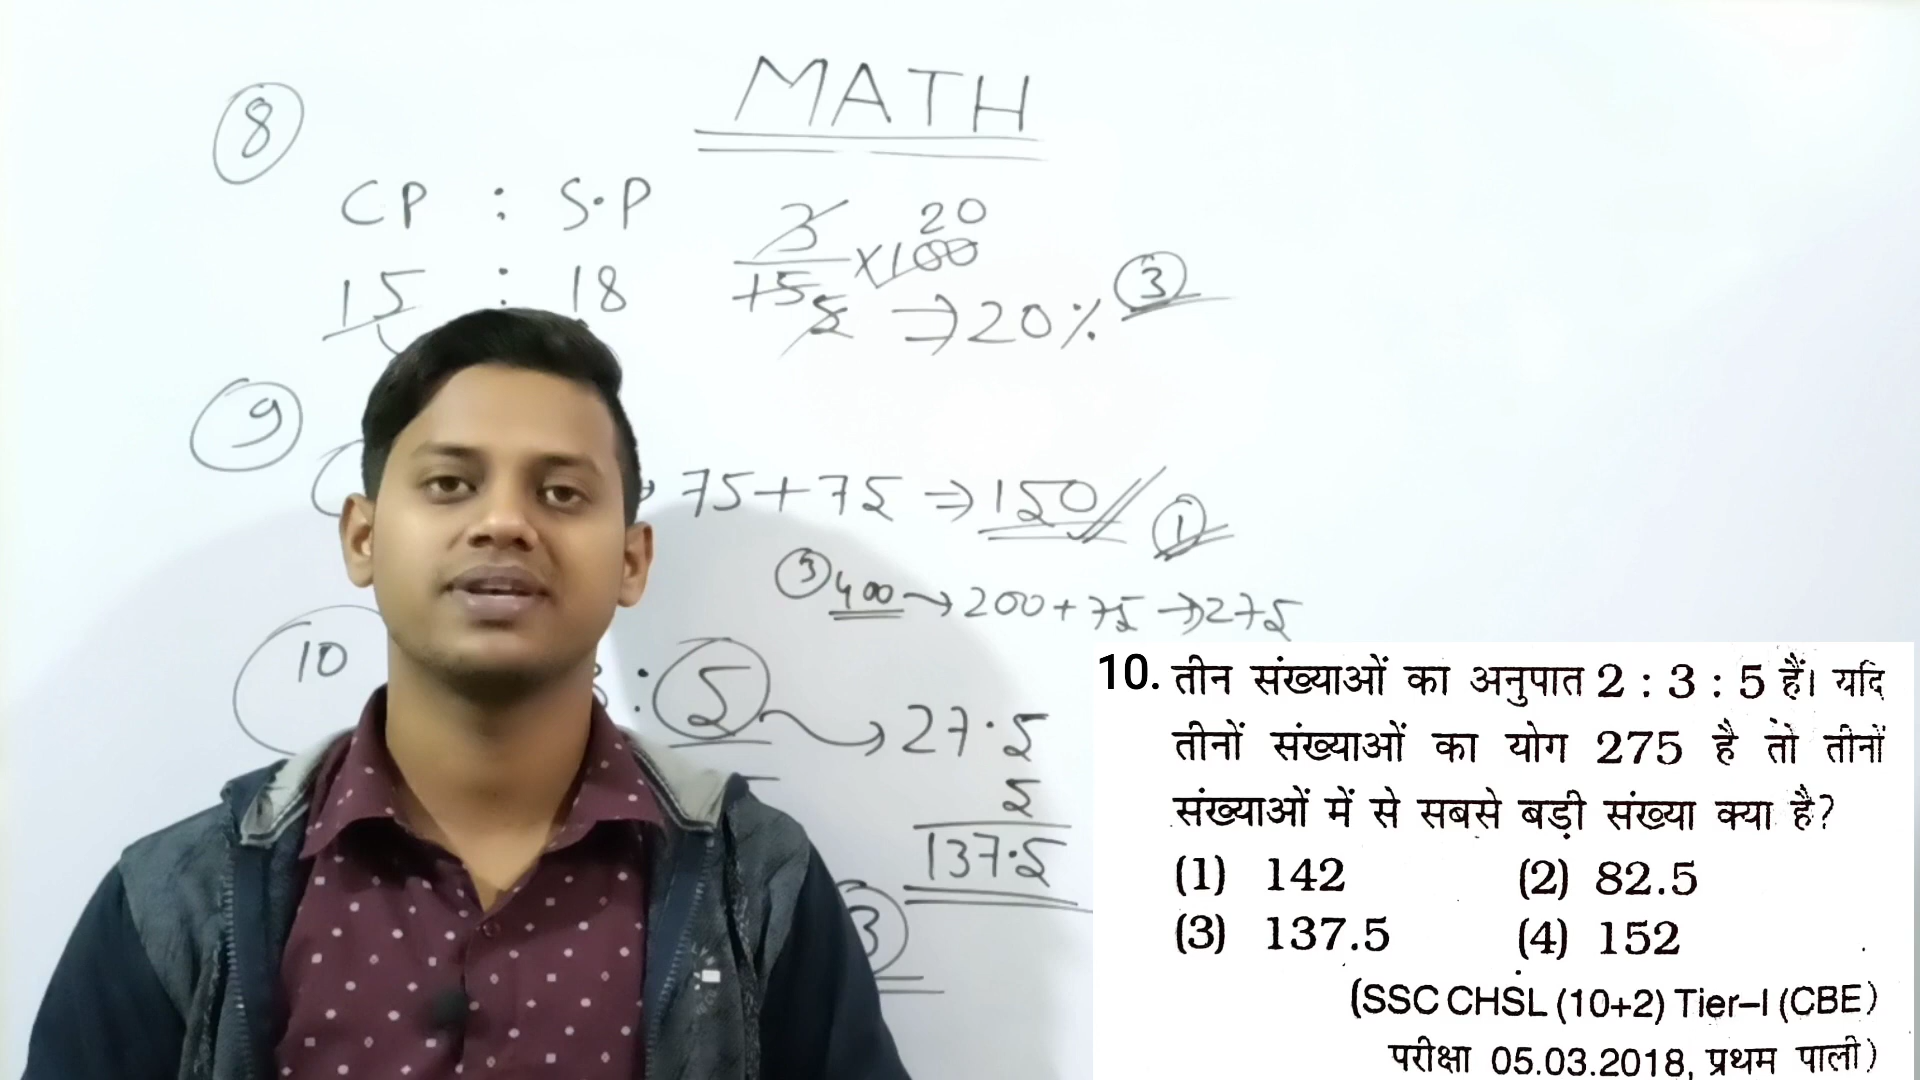 MATH
8
CP : S.P
15 : 18
3
15 5 ×100 20
⇒ 20% 3
9
75+75 ⇒ 150 1
3 400 → 200+75 → 275
10 : 5 → 27.5
5
137.5
3
10. तीन संख्याओं का अनुपात 2 : 3 : 5 हैं। यदि
तीनों संख्याओं का योग 275 है तो तीनों
संख्याओं में से सबसे बड़ी संख्या क्या है?
(1) 142 (2) 82.5
(3) 137.5 (4) 152
(SSC CHSL (10+2) Tier–I (CBE)
परीक्षा 05.03.2018, प्रथम पाली)